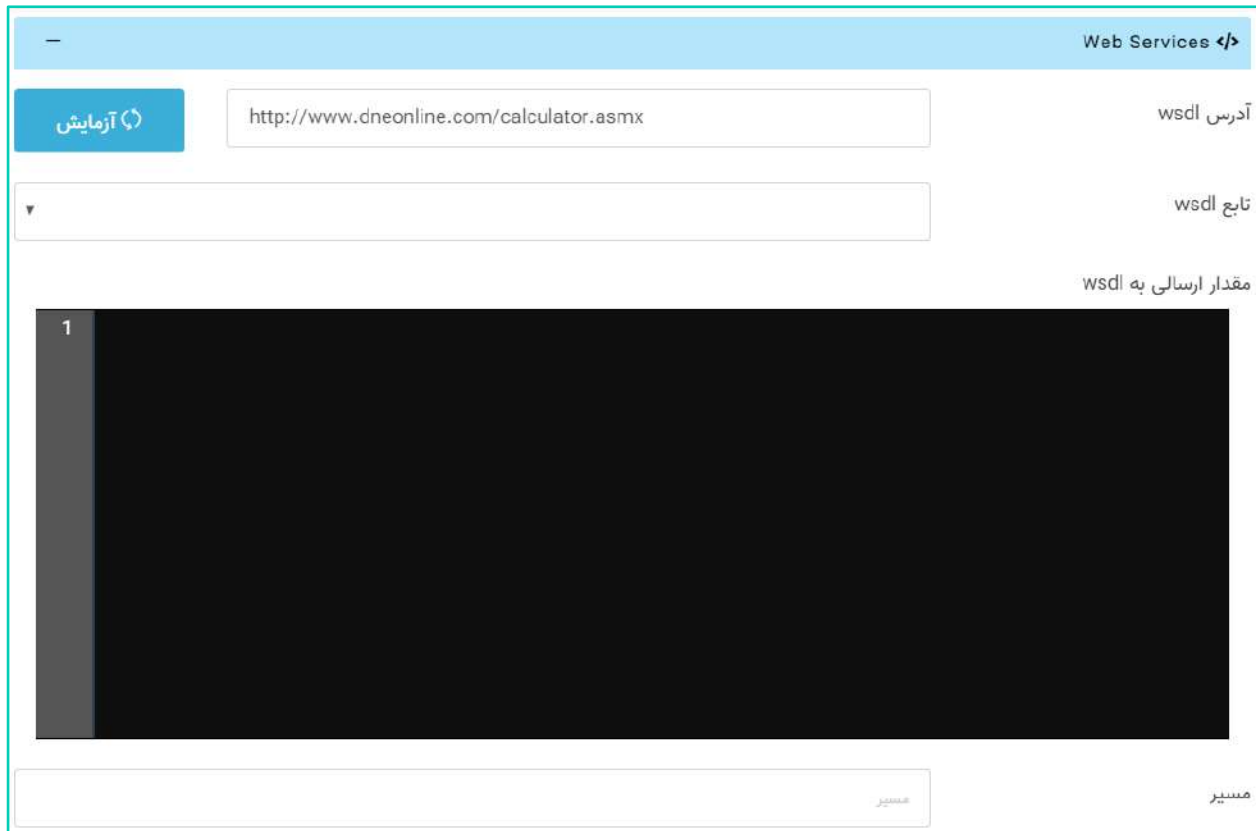 Web Services </>
آدرس wsdl
http://www.dneonline.com/calculator.asmx
آزمایش
تابع wsdl
مقدار ارسالی به wsdl
1
مسیر
مسیر